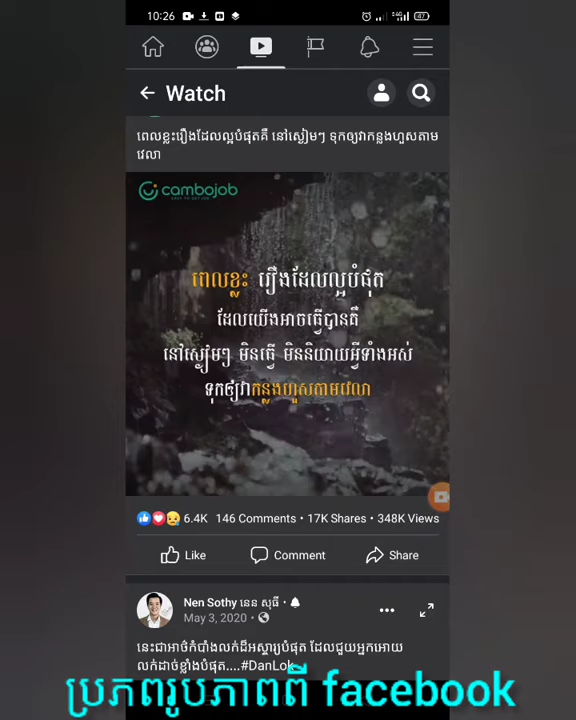 10:26
47
Watch
ពេលខ្លះរឿងដែលល្អបំផុតគឺ នៅស្ងៀមៗ ទុកឲ្យវាកន្លងហួសតាម
វេលា
cambojob
EASY TO GET JOB
ពេលខ្លះ រឿងដែលល្អបំផុត
ដែលយើងអាចធ្វើបានគឺ
នៅស្ងៀមៗ មិនធ្វើ មិននិយាយអ្វីទាំងអស់
ទុកឲ្យវាកន្លងហួសតាមវេលា
6.4K 146 Comments • 17K Shares • 348K Views
Like Comment Share
Nen Sothy នេន សុធី •
May 3, 2020 •
នេះជាអាថ៌កំបាំងលក់ដ៏អស្ចារ្យបំផុត ដែលជួយអ្នកអោយ
លក់ដាច់ខ្លាំងបំផុត....#DanLok
ប្រភពរូបភាពពី facebook